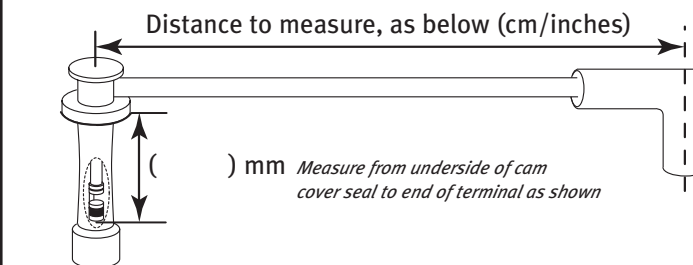 Distance to measure, as below (cm/inches)
(        ) mm Measure from underside of cam
cover seal to end of terminal as shown